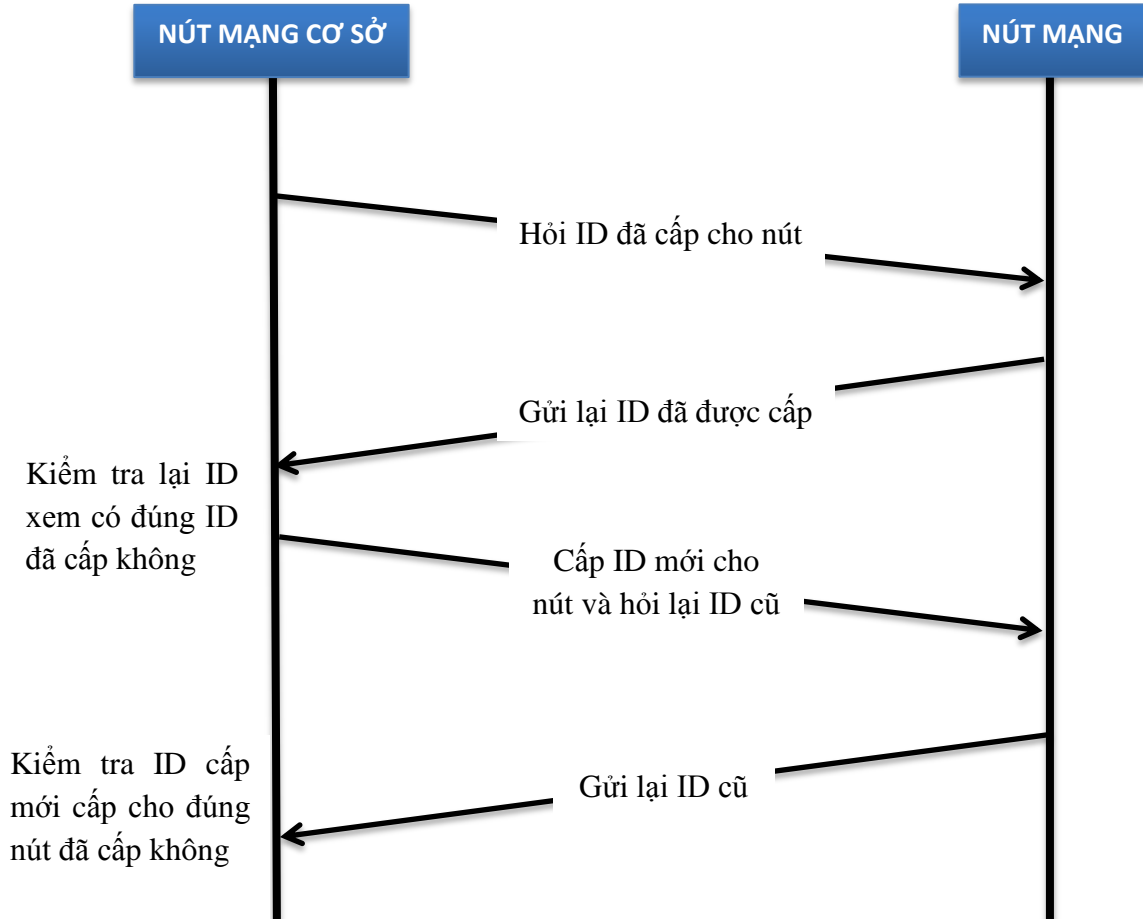 NÚT MẠNG CƠ SỞ
NÚT MẠNG
Hỏi ID đã cấp cho nút
Gửi lại ID đã được cấp
Kiểm tra lại ID
xem có đúng ID
đã cấp không
Cấp ID mới cho
nút và hỏi lại ID cũ
Kiểm tra ID cấp
mới cấp cho đúng
nút đã cấp không
Gửi lại ID cũ